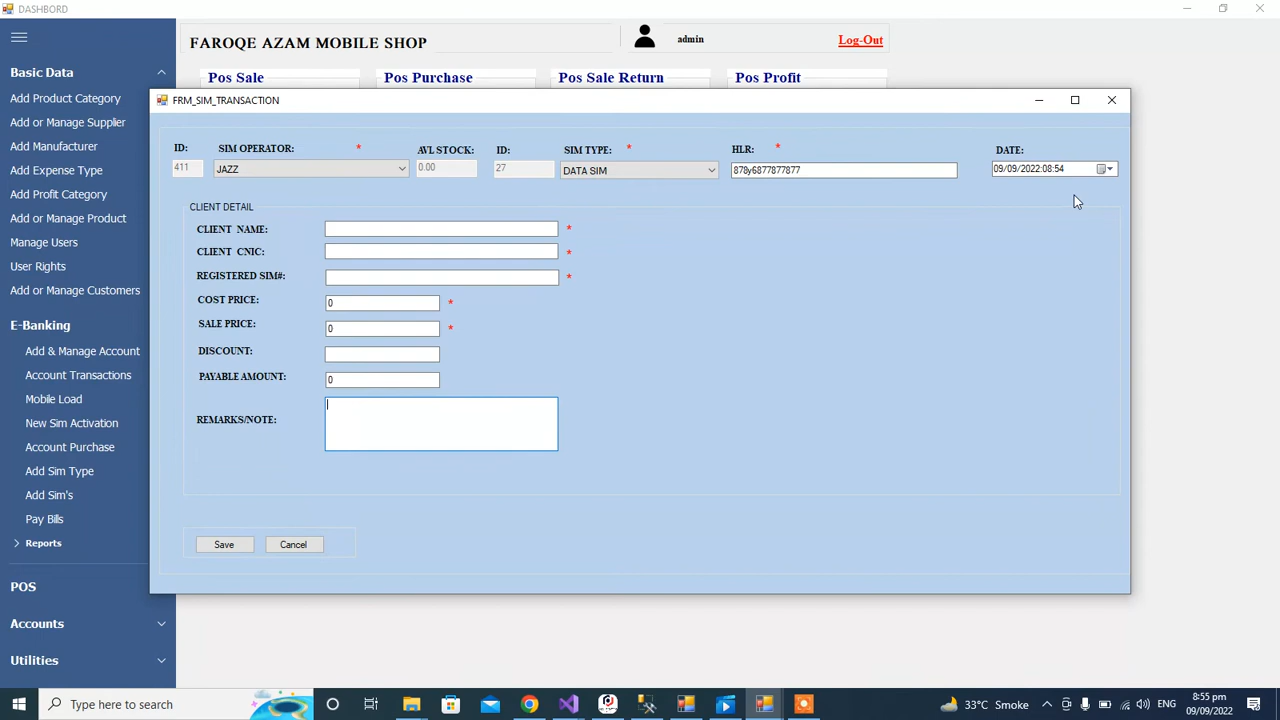 DASHBORD
FAROQE AZAM MOBILE SHOP
admin
Log-Out
Basic Data
Add Product Category
Add or Manage Supplier
Add Manufacturer
Add Expense Type
Add Profit Category
Add or Manage Product
Manage Users
User Rights
Add or Manage Customers
E-Banking
Add & Manage Account
Account Transactions
Mobile Load
New Sim Activation
Account Purchase
Add Sim Type
Add Sim's
Pay Bills
Reports
POS
Accounts
Utilities
Pos Sale
Pos Purchase
Pos Sale Return
Pos Profit
FRM_SIM_TRANSACTION
ID: SIM OPERATOR: * AVL STOCK: ID: SIM TYPE: * HLR: * DATE:
411 JAZZ 0.00 27 DATA SIM 878y6877877877 09/09/2022:08:54
CLIENT DETAIL
CLIENT NAME: *
CLIENT CNIC: *
REGISTERED SIM#: *
COST PRICE: 0 *
SALE PRICE: 0 *
DISCOUNT:
PAYABLE AMOUNT: 0
REMARKS/NOTE:
Save Cancel
Type here to search
33°C Smoke
ENG
8:55 pm
09/09/2022